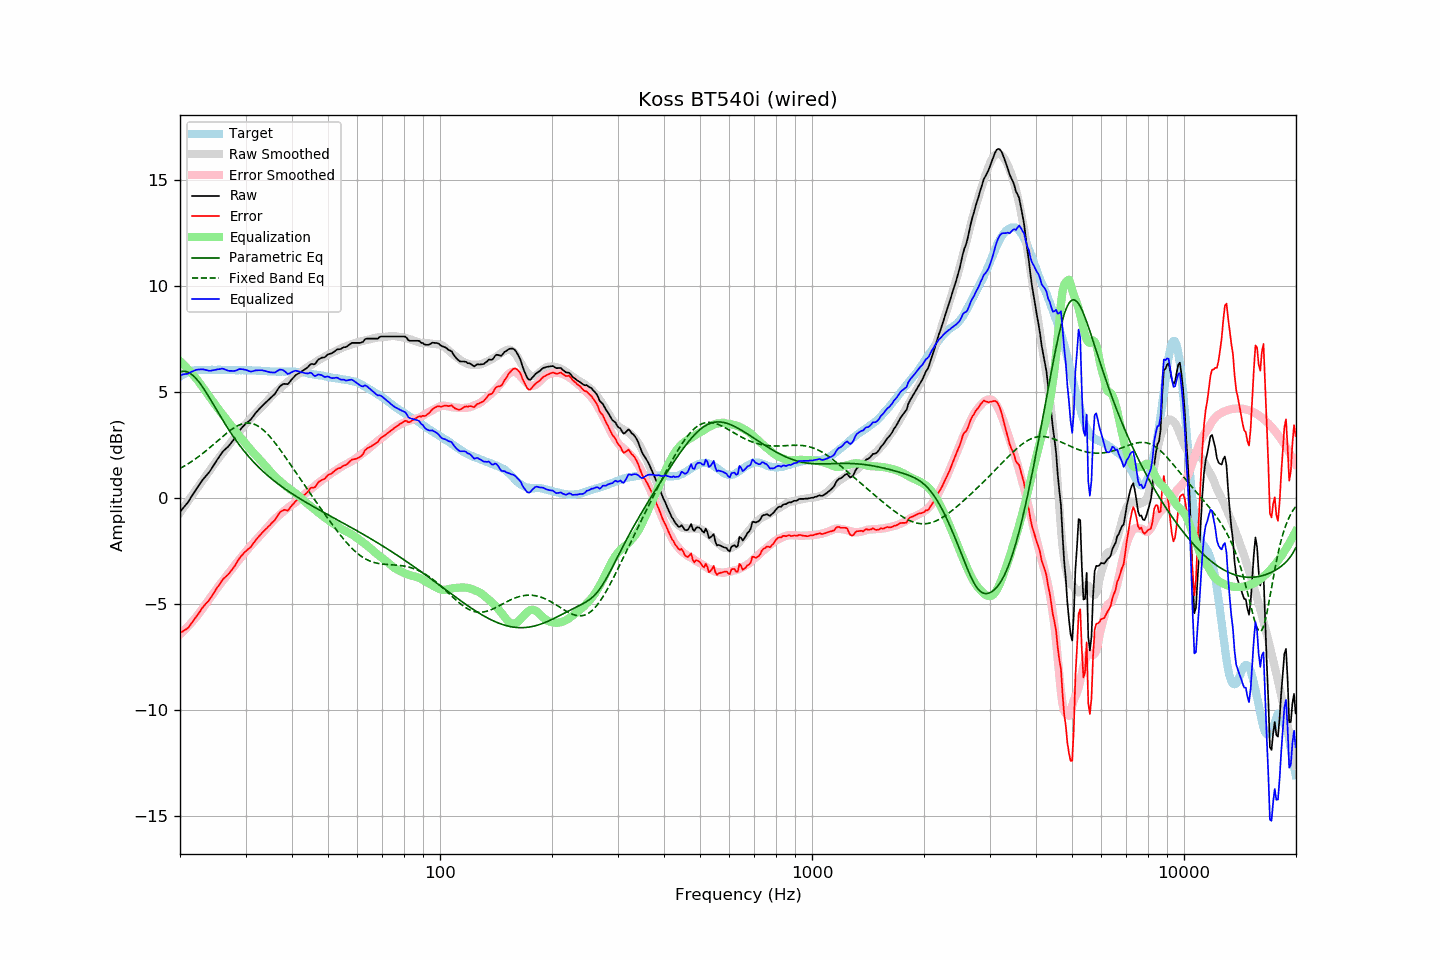 Koss BT540i (wired)
Target
Raw Smoothed
Error Smoothed
Raw
Error
Equalization
Parametric Eq
Fixed Band Eq
Equalized
15
10
5
0
−5
−10
−15
Amplitude (dBr)
100
1000
10000
Frequency (Hz)